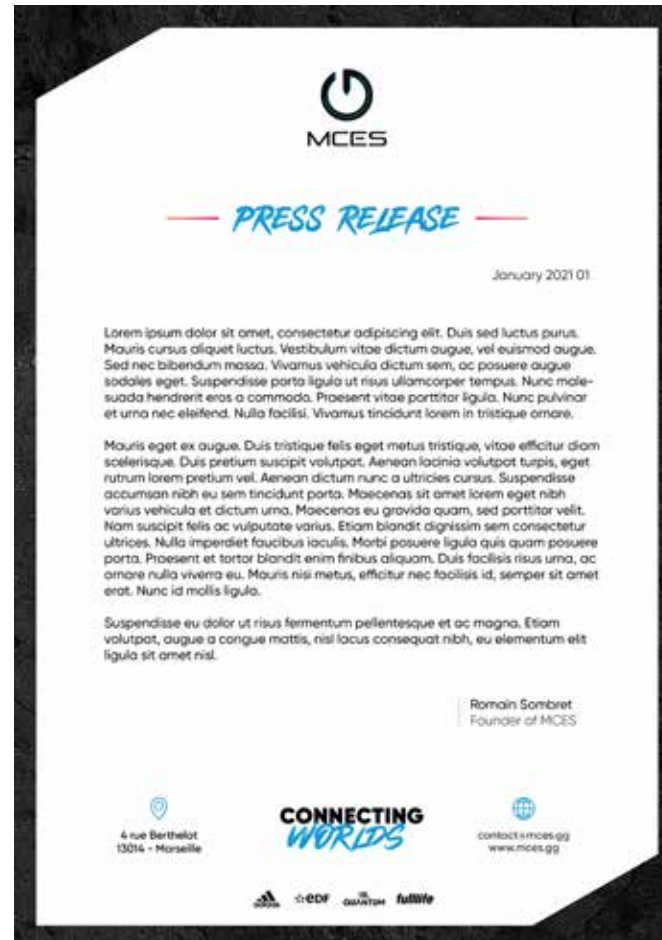 MCES
PRESS RELEASE
January 2021 01
Lorem ipsum dolor sit amet, consectetur adipiscing elit. Duis sed luctus purus.
Mauris cursus aliquet luctus. Vestibulum vitae dictum augue, vel euismod augue.
Sed nec bibendum massa. Vivamus vehicula dictum sem, ac posuere augue
sodales eget. Suspendisse porta ligula ut risus ullamcorper tempus. Nunc male-
suada hendrerit eros a commodo. Praesent vitae porttitor ligula. Nunc pulvinar
et urna nec eleifend. Nulla facilisi. Vivamus tincidunt lorem in tristique ornare.
Mauris eget ex augue. Duis tristique felis eget metus tristique, vitae efficitur diam
scelerisque. Duis pretium suscipit volutpat. Aenean lacinia volutpat turpis, eget
rutrum lorem pretium vel. Aenean dictum nunc a ultricies cursus. Suspendisse
accumsan nibh eu sem tincidunt porta. Maecenas sit amet lorem eget nibh
varius vehicula et dictum urna. Maecenas eu gravida quam, sed porttitor velit.
Nam suscipit felis ac vulputate varius. Etiam blandit dignissim sem consectetur
ultrices. Nulla imperdiet faucibus iaculis. Morbi posuere ligula quis quam posuere
porta. Praesent et tortor blandit enim finibus aliquam. Duis facilisis risus urna, ac
ornare nulla viverra eu. Mauris nisi metus, efficitur nec facilisis id, semper sit amet
erat. Nunc id mollis ligula.
Suspendisse eu dolor ut risus fermentum pellentesque et ac magna. Etiam
volutpat, augue a congue mattis, nisl lacus consequat nibh, eu elementum elit
ligula sit amet nisl.
Romain Sombret
Founder of MCES
4 rue Berthelot
13014 - Marseille
CONNECTING
WORLDS
contact@mces.gg
www.mces.gg
adidas eDF QUANTUM fulllife